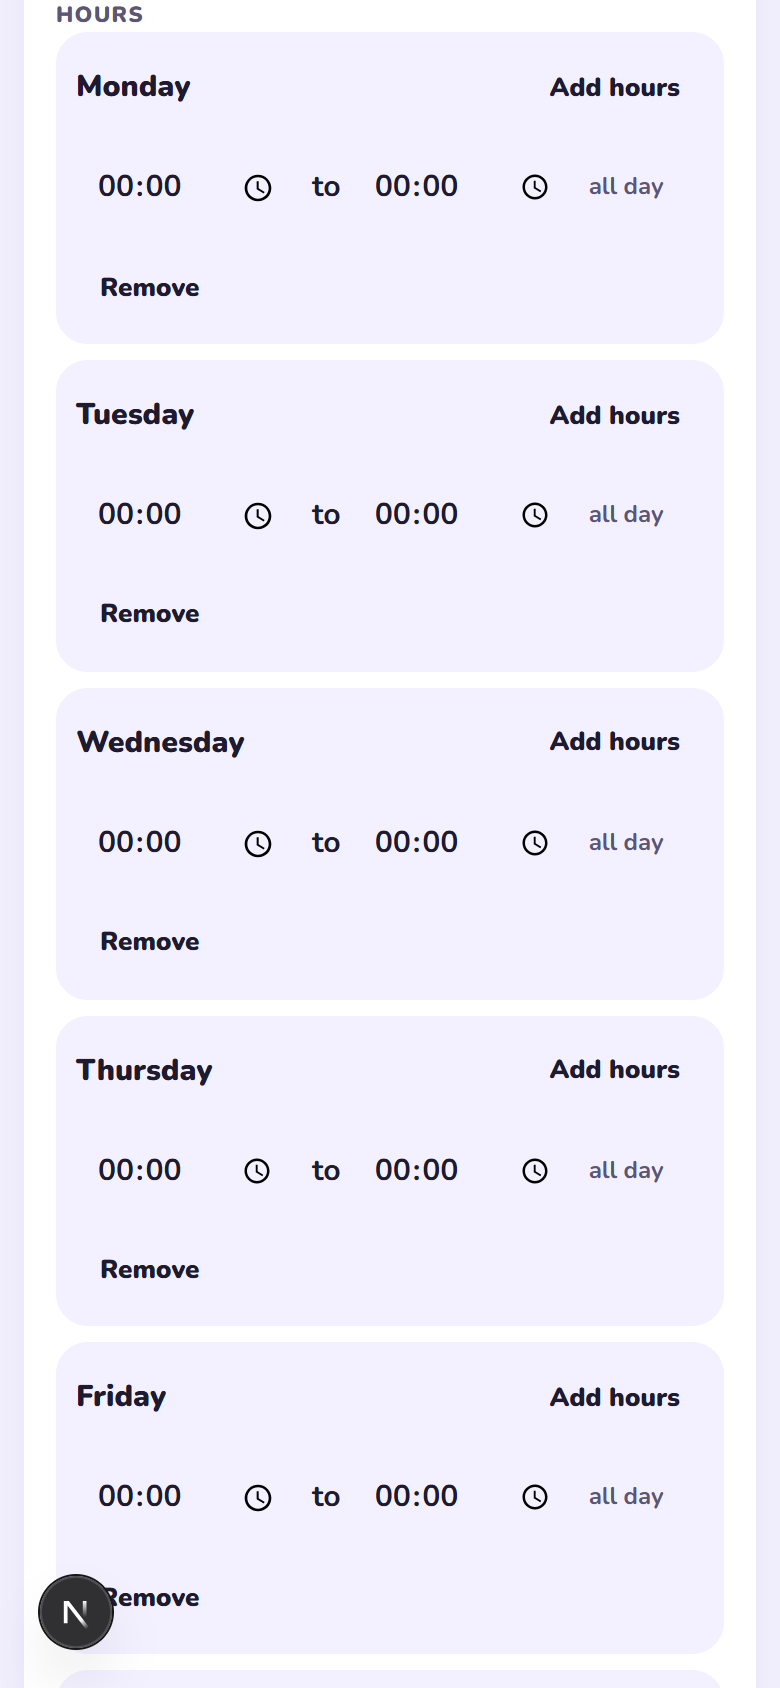 HOURS
Monday Add hours
00:00 to 00:00 all day
Remove
Tuesday Add hours
00:00 to 00:00 all day
Remove
Wednesday Add hours
00:00 to 00:00 all day
Remove
Thursday Add hours
00:00 to 00:00 all day
Remove
Friday Add hours
00:00 to 00:00 all day
Remove
N